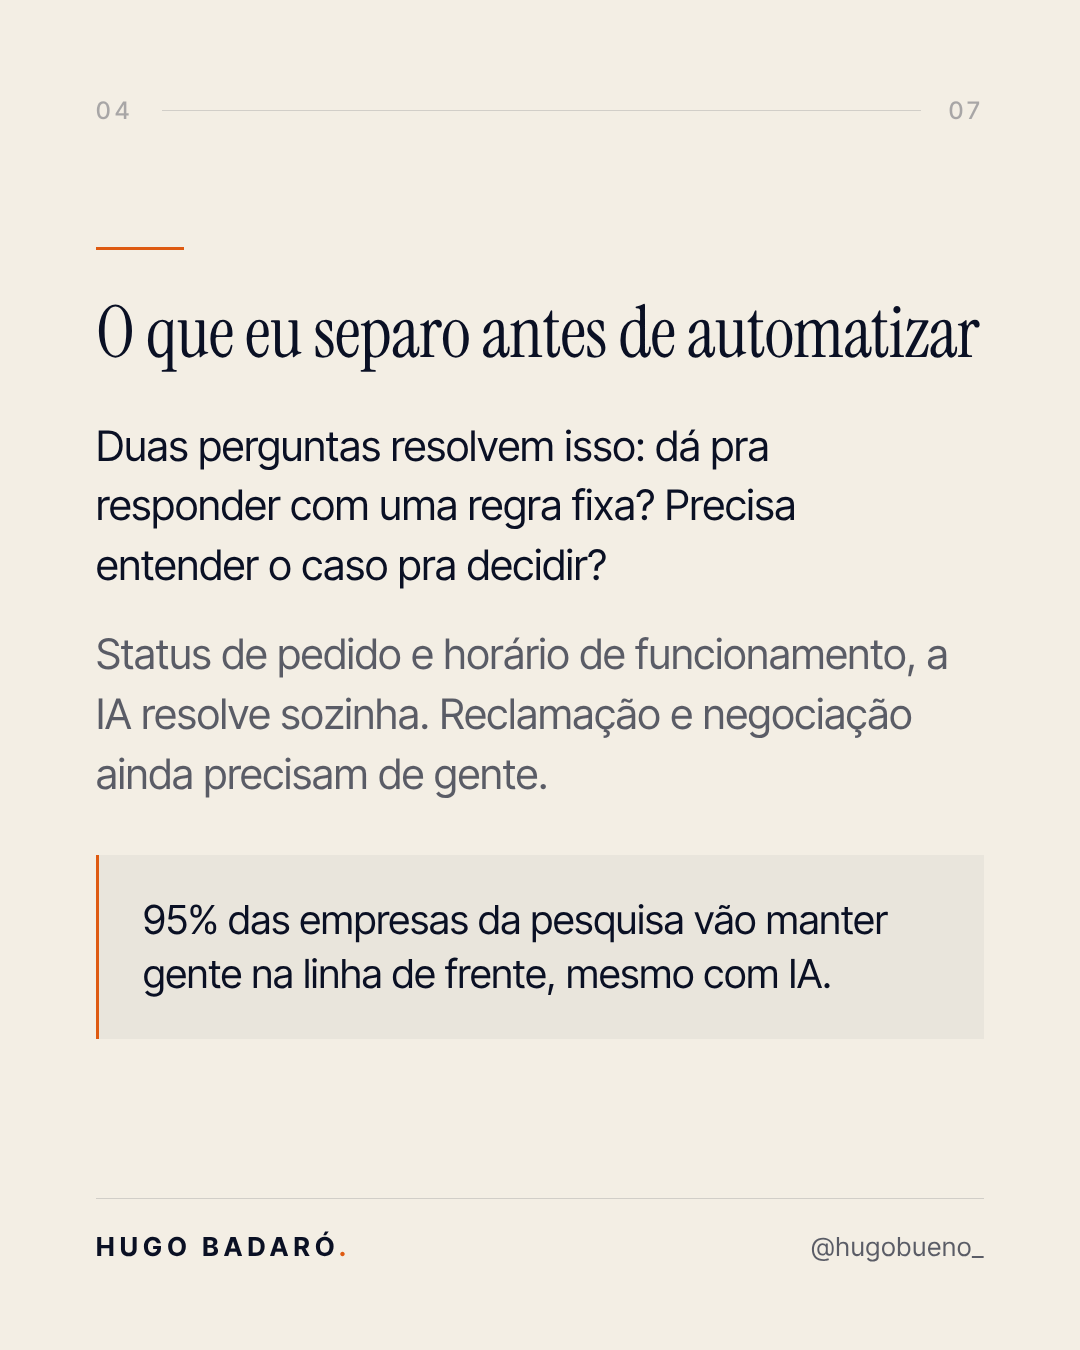 04 07
O que eu separo antes de automatizar
Duas perguntas resolvem isso: dá pra
responder com uma regra fixa? Precisa
entender o caso pra decidir?
Status de pedido e horário de funcionamento, a
IA resolve sozinha. Reclamação e negociação
ainda precisam de gente.
95% das empresas da pesquisa vão manter
gente na linha de frente, mesmo com IA.
HUGO BADARÓ. @hugobueno_